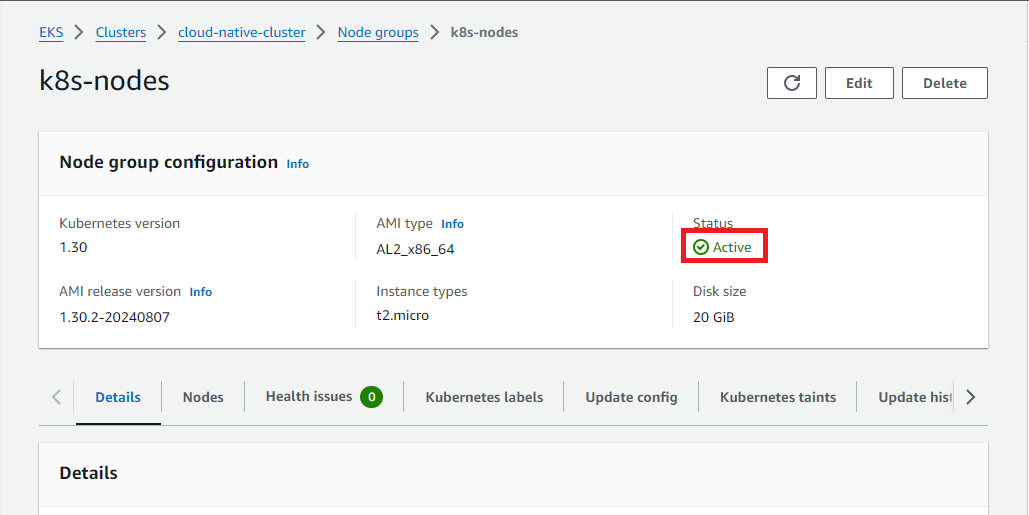 EKS Clusters cloud-native-cluster Node groups k8s-nodes
k8s-nodes
Edit Delete
Node group configuration Info
Kubernetes version
1.30
AMI type Info
AL2_x86_64
Status
Active
AMI release version Info
1.30.2-20240807
Instance types
t2.micro
Disk size
20 GiB
Details Nodes Health issues 0 Kubernetes labels Update config Kubernetes taints Update hist
Details